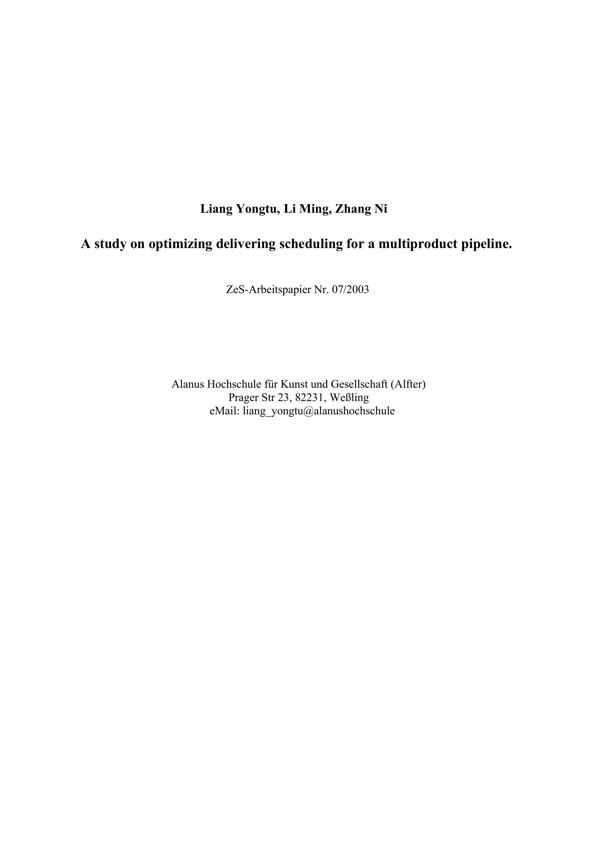 Liang Yongtu, Li Ming, Zhang Ni
A study on optimizing delivering scheduling for a multiproduct pipeline.
ZeS-Arbeitspapier Nr. 07/2003
Alanus Hochschule für Kunst und Gesellschaft (Alfter)
Prager Str 23, 82231, Weßling
eMail: liang_yongtu@alanushochschule